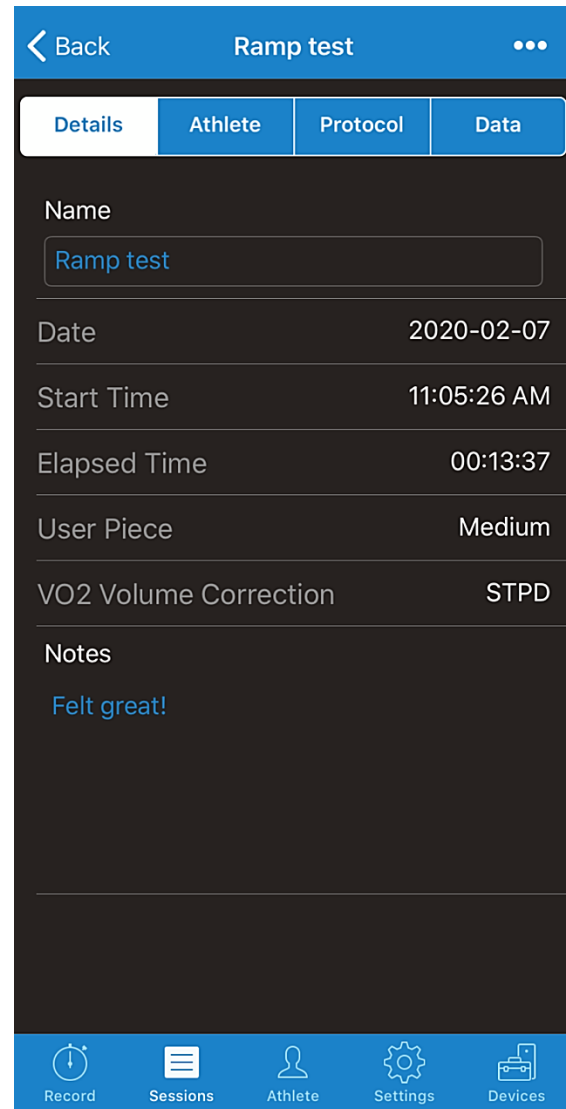 Back Ramp test
Details Athlete Protocol Data
Name
Ramp test
Date 2020-02-07
Start Time 11:05:26 AM
Elapsed Time 00:13:37
User Piece Medium
VO2 Volume Correction STPD
Notes
Felt great!
Record Sessions Athlete Settings Devices